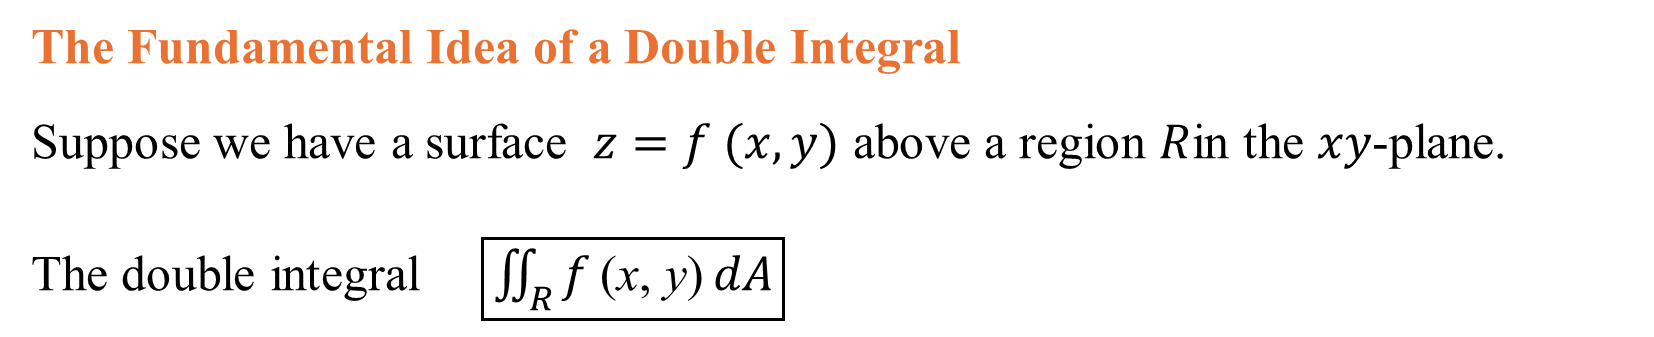 The Fundamental Idea of a Double Integral
Suppose we have a surface z = f (x, y) above a region Rin the xy-plane.
The double integral ∬_R f (x, y) dA